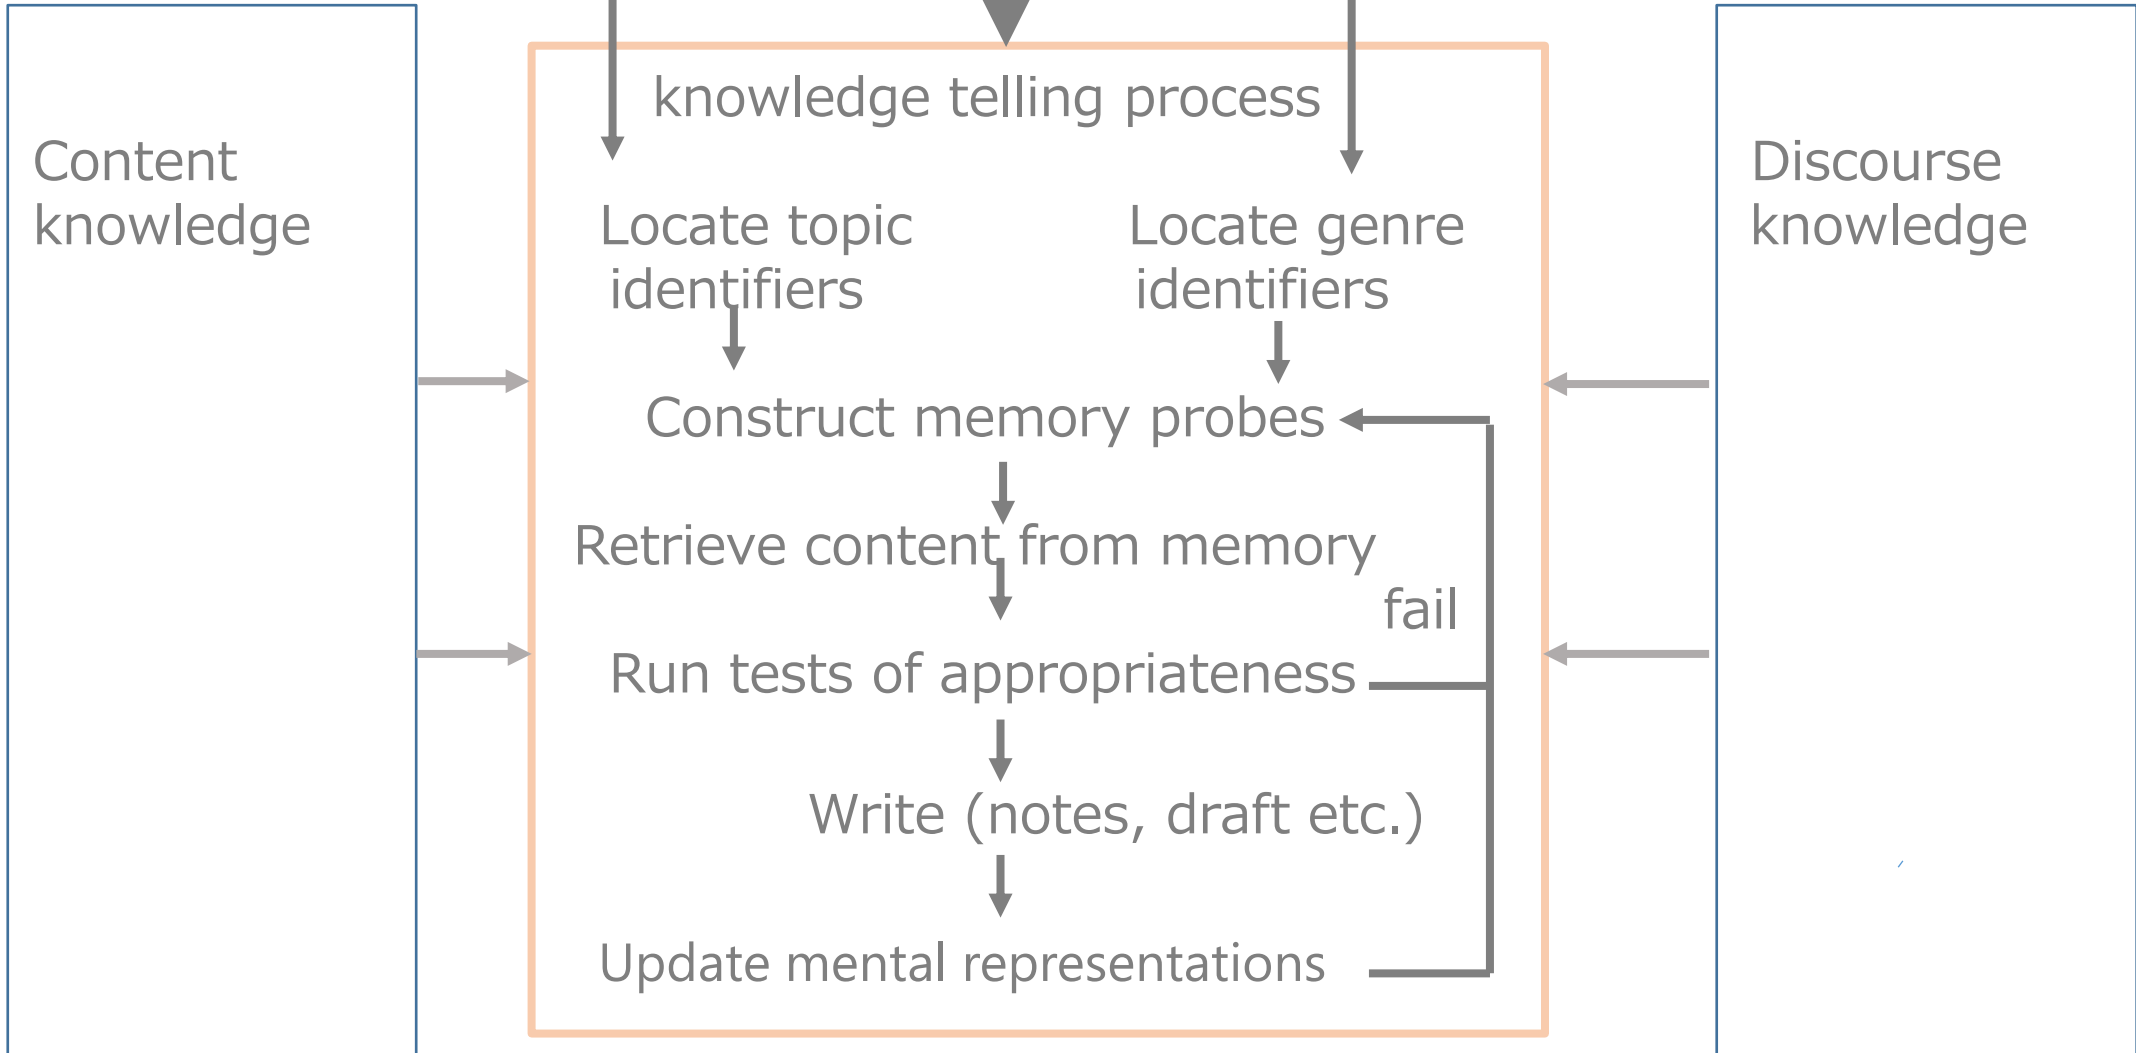 knowledge telling process
Content
knowledge
Discourse
knowledge
Locate topic
identifiers
Locate genre
identifiers
Construct memory probes
Retrieve content from memory
fail
Run tests of appropriateness
Write (notes, draft etc.)
Update mental representations